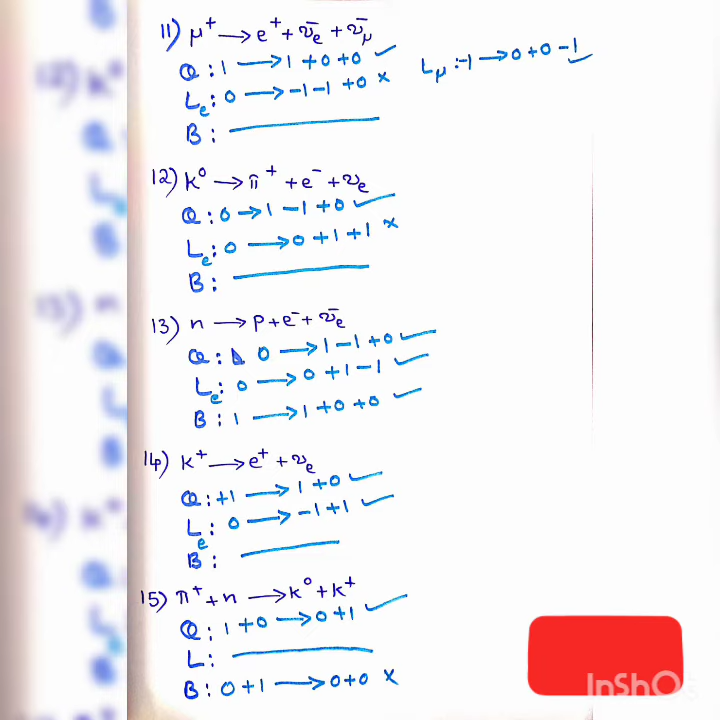 11) μ⁺ → e⁺ + ν̄ₑ + ν̄_μ
Q : 1 → 1 + 0 + 0 ✓
Lₑ : 0 → -1 -1 + 0 ×
L_μ : -1 → 0 + 0 - 1 ✓
B : ———
12) k⁰ → π⁺ + e⁻ + νₑ
Q : 0 → 1 - 1 + 0 ✓
Lₑ : 0 → 0 + 1 + 1 ×
B : ———
13) n → p + e⁻ + ν̄ₑ
Q : 0 → 1 - 1 + 0 ✓
Lₑ : 0 → 0 + 1 - 1 ✓
B : 1 → 1 + 0 + 0 ✓
14) k⁺ → e⁺ + νₑ
Q : +1 → 1 + 0 ✓
Lₑ : 0 → -1 + 1 ✓
B : ———
15) π⁺ + n → k⁰ + k⁺
Q : 1 + 0 → 0 + 1 ✓
L : ———
B : 0 + 1 → 0 + 0 ×
InShOt